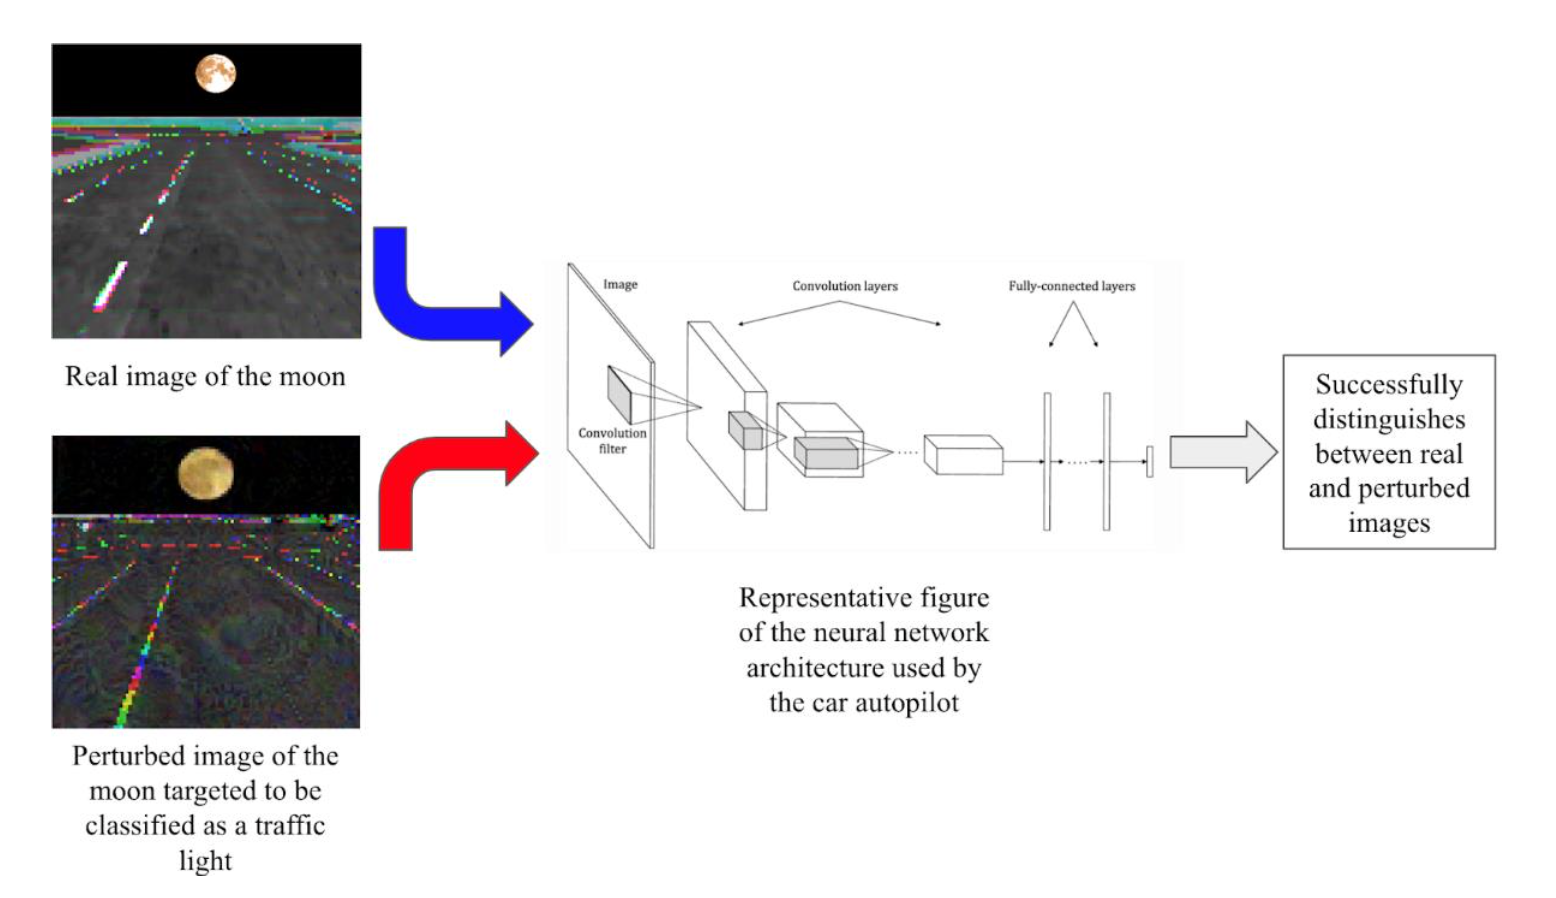 Real image of the moon
Perturbed image of the
moon targeted to be
classified as a traffic
light
Image
Convolution
filter
Convolution layers
Fully-connected layers
Representative figure
of the neural network
architecture used by
the car autopilot
Successfully
distinguishes
between real
and perturbed
images